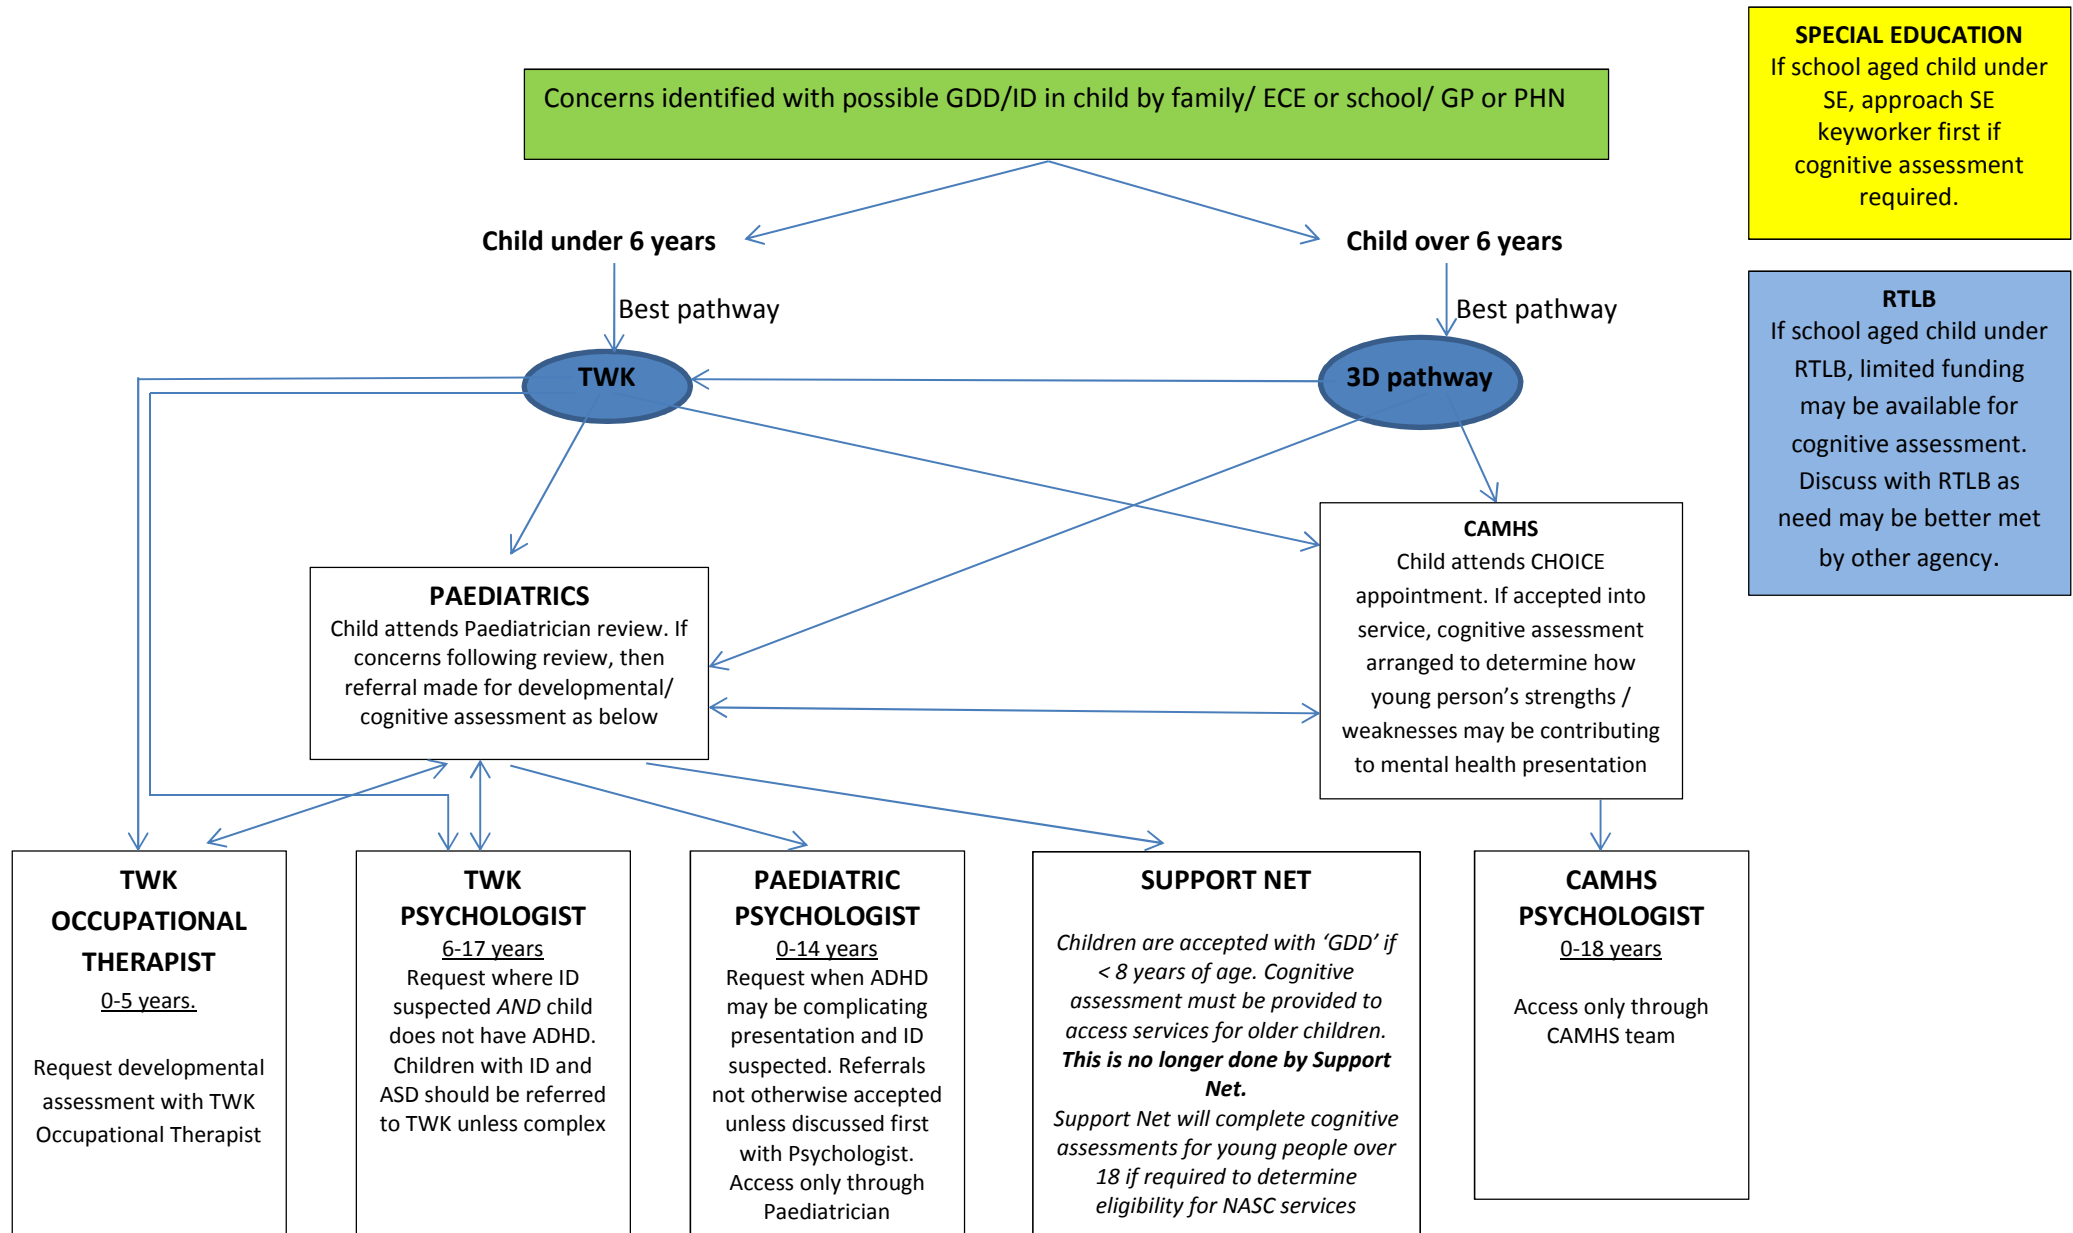 SPECIAL EDUCATION
If school aged child under
SE, approach SE
keyworker first if
cognitive assessment
required.
Concerns identified with possible GDD/ID in child by family/ ECE or school/ GP or PHN
Child under 6 years
Child over 6 years
Best pathway
Best pathway
RTLB
If school aged child under
RTLB, limited funding
may be available for
cognitive assessment.
Discuss with RTLB as
need may be better met
by other agency.
TWK
3D pathway
PAEDIATRICS
Child attends Paediatrician review. If
concerns following review, then
referral made for developmental/
cognitive assessment as below
CAMHS
Child attends CHOICE
appointment. If accepted into
service, cognitive assessment
arranged to determine how
young person’s strengths /
weaknesses may be contributing
to mental health presentation
TWK
OCCUPATIONAL
THERAPIST
0-5 years.
Request developmental
assessment with TWK
Occupational Therapist
TWK
PSYCHOLOGIST
6-17 years
Request where ID
suspected AND child
does not have ADHD.
Children with ID and
ASD should be referred
to TWK unless complex
PAEDIATRIC
PSYCHOLOGIST
0-14 years
Request when ADHD
may be complicating
presentation and ID
suspected. Referrals
not otherwise accepted
unless discussed first
with Psychologist.
Access only through
Paediatrician
SUPPORT NET
Children are accepted with ‘GDD’ if
< 8 years of age. Cognitive
assessment must be provided to
access services for older children.
This is no longer done by Support
Net.
Support Net will complete cognitive
assessments for young people over
18 if required to determine
eligibility for NASC services
CAMHS
PSYCHOLOGIST
0-18 years
Access only through
CAMHS team